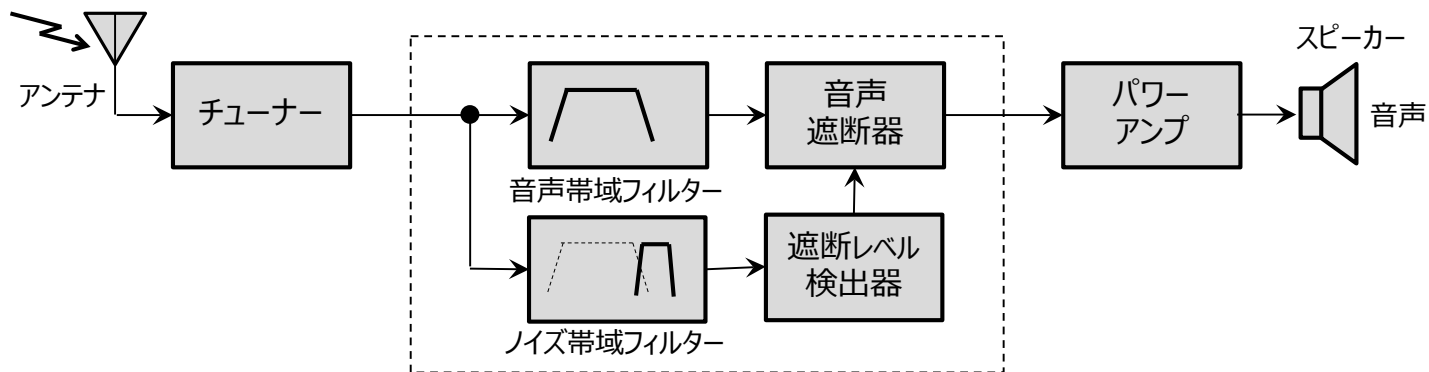 スピーカー
アンテナ
チューナー
音声
遮断器
パワー
アンプ
音声
音声帯域フィルター
遮断レベル
検出器
ノイズ帯域フィルター